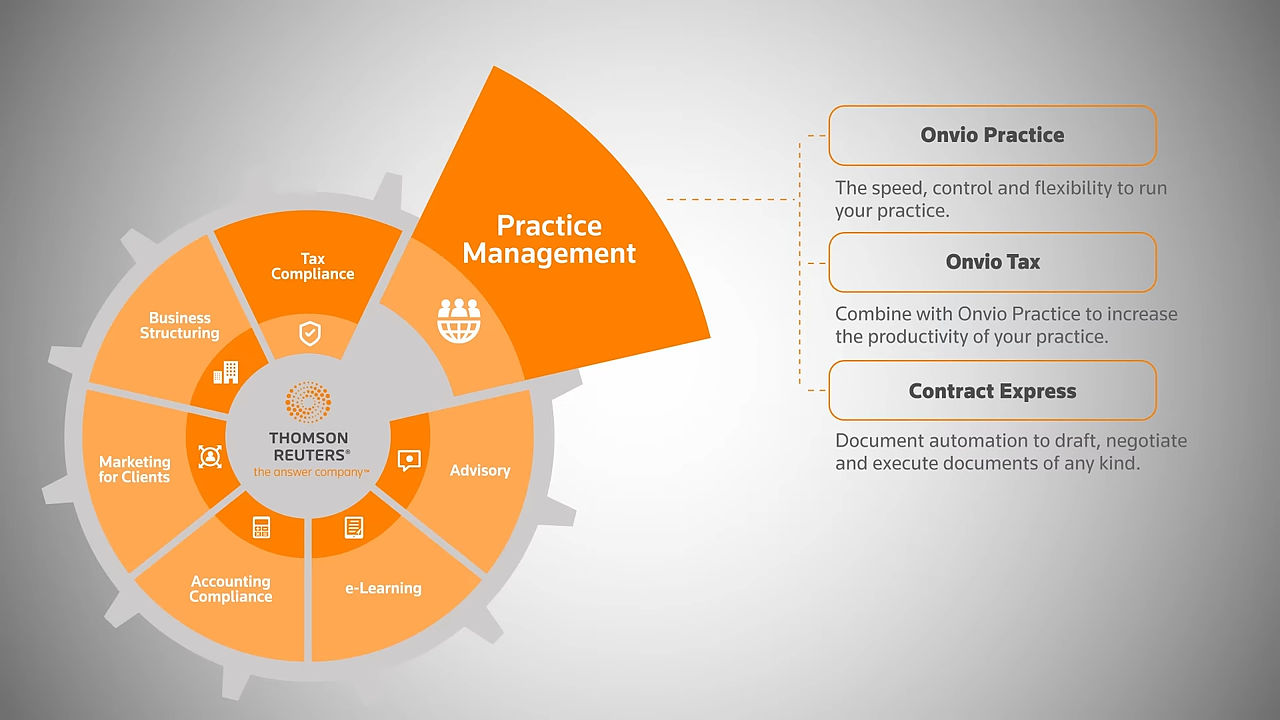 Practice
Management
Tax
Compliance
Business
Structuring
Marketing
for Clients
Accounting
Compliance
e-Learning
Advisory
THOMSON
REUTERS®
the answer company™
Onvio Practice
The speed, control and flexibility to run
your practice.
Onvio Tax
Combine with Onvio Practice to increase
the productivity of your practice.
Contract Express
Document automation to draft, negotiate
and execute documents of any kind.